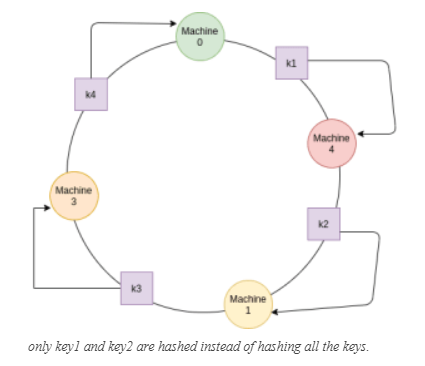 Machine
0
k1
k4
Machine
4
Machine
3
k2
k3
Machine
1
only key1 and key2 are hashed instead of hashing all the keys.